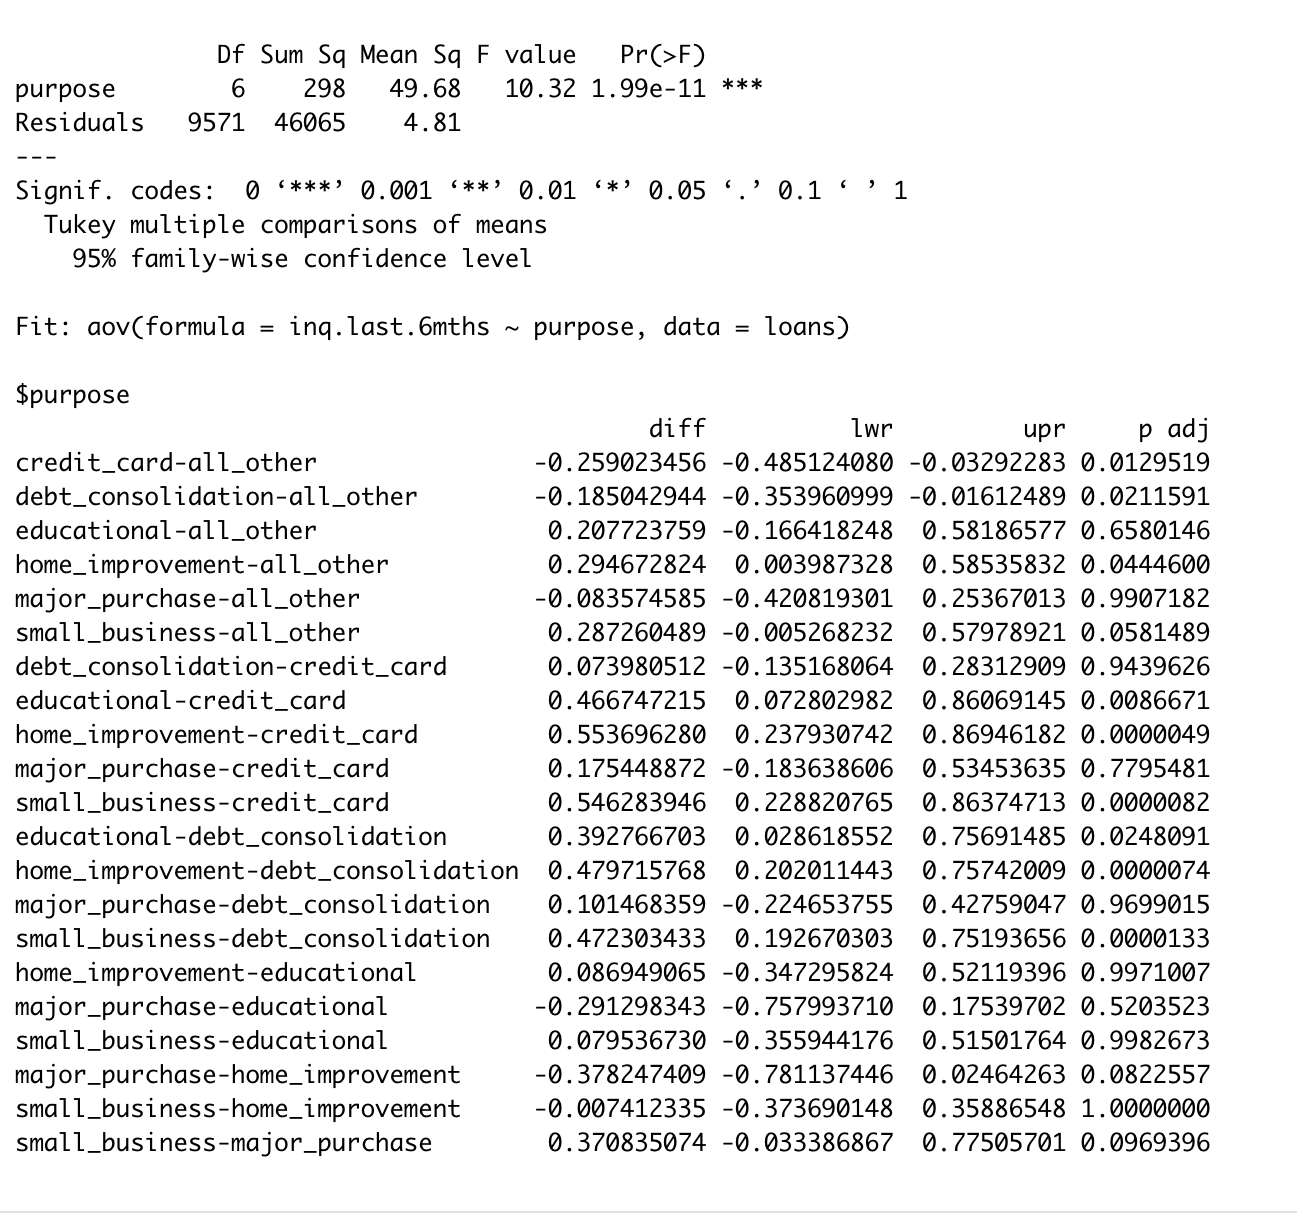 Df Sum Sq Mean Sq F value   Pr(>F)
purpose        6    298   49.68   10.32 1.99e-11 ***
Residuals   9571  46065    4.81
---
Signif. codes:  0 ‘***’ 0.001 ‘**’ 0.01 ‘*’ 0.05 ‘.’ 0.1 ‘ ’ 1
  Tukey multiple comparisons of means
    95% family-wise confidence level

Fit: aov(formula = inq.last.6mths ~ purpose, data = loans)

$purpose
                                            diff          lwr         upr     p adj
credit_card-all_other               -0.259023456 -0.485124080 -0.03292283 0.0129519
debt_consolidation-all_other        -0.185042944 -0.353960999 -0.01612489 0.0211591
educational-all_other                0.207723759 -0.166418248  0.58186577 0.6580146
home_improvement-all_other           0.294672824  0.003987328  0.58535832 0.0444600
major_purchase-all_other            -0.083574585 -0.420819301  0.25367013 0.9907182
small_business-all_other             0.287260489 -0.005268232  0.57978921 0.0581489
debt_consolidation-credit_card       0.073980512 -0.135168064  0.28312909 0.9439626
educational-credit_card              0.466747215  0.072802982  0.86069145 0.0086671
home_improvement-credit_card         0.553696280  0.237930742  0.86946182 0.0000049
major_purchase-credit_card           0.175448872 -0.183638606  0.53453635 0.7795481
small_business-credit_card           0.546283946  0.228820765  0.86374713 0.0000082
educational-debt_consolidation       0.392766703  0.028618552  0.75691485 0.0248091
home_improvement-debt_consolidation  0.479715768  0.202011443  0.75742009 0.0000074
major_purchase-debt_consolidation    0.101468359 -0.224653755  0.42759047 0.9699015
small_business-debt_consolidation    0.472303433  0.192670303  0.75193656 0.0000133
home_improvement-educational         0.086949065 -0.347295824  0.52119396 0.9971007
major_purchase-educational          -0.291298343 -0.757993710  0.17539702 0.5203523
small_business-educational           0.079536730 -0.355944176  0.51501764 0.9982673
major_purchase-home_improvement     -0.378247409 -0.781137446  0.02464263 0.0822557
small_business-home_improvement     -0.007412335 -0.373690148  0.35886548 1.0000000
small_business-major_purchase        0.370835074 -0.033386867  0.77505701 0.0969396